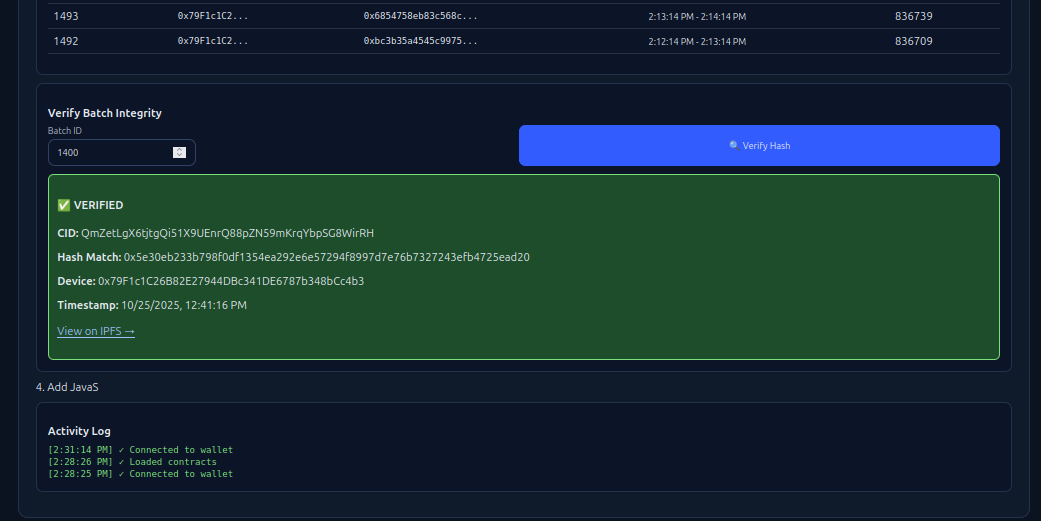 1493 0x79F1c1C2... 0x6854758eb83c568c... 2:13:14 PM - 2:14:14 PM 836739
1492 0x79F1c1C2... 0xbc3b35a4545c9975... 2:12:14 PM - 2:13:14 PM 836709
Verify Batch Integrity
Batch ID
1400
🔍 Verify Hash
✅ VERIFIED
CID: QmZetLgX6tjtgQi51X9UEnrQ88pZN59mKrqYbpSG8WirRH
Hash Match: 0x5e30eb233b798f0df1354ea292e6e57294f8997d7e76b7327243efb4725ead20
Device: 0x79F1c1C26B82E27944DBc341DE6787b348bCc4b3
Timestamp: 10/25/2025, 12:41:16 PM
View on IPFS →
4. Add JavaS
Activity Log
[2:31:14 PM] ✓ Connected to wallet
[2:28:26 PM] ✓ Loaded contracts
[2:28:25 PM] ✓ Connected to wallet